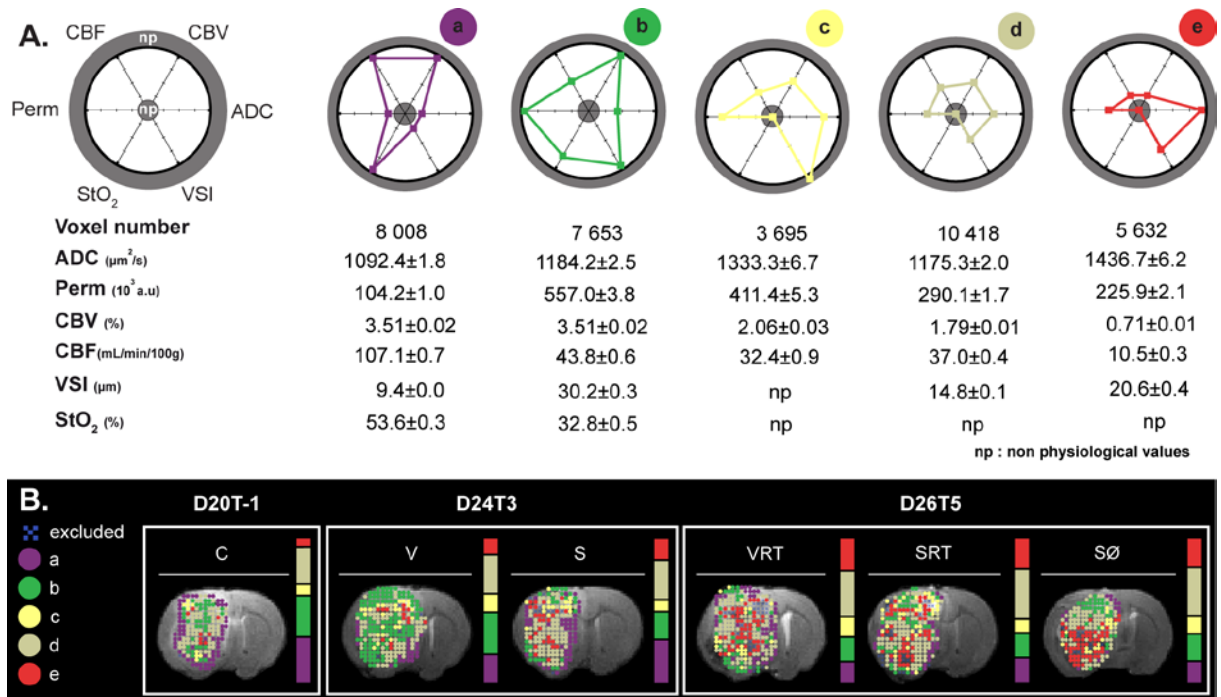 A.
CBF
CBV
np
Perm
np
ADC
StO₂
VSI
a
b
c
d
e
Voxel number 8 008 7 653 3 695 10 418 5 632
ADC (µm²/s) 1092.4±1.8 1184.2±2.5 1333.3±6.7 1175.3±2.0 1436.7±6.2
Perm (10³ a.u) 104.2±1.0 557.0±3.8 411.4±5.3 290.1±1.7 225.9±2.1
CBV (%) 3.51±0.02 3.51±0.02 2.06±0.03 1.79±0.01 0.71±0.01
CBF(mL/min/100g) 107.1±0.7 43.8±0.6 32.4±0.9 37.0±0.4 10.5±0.3
VSI (µm) 9.4±0.0 30.2±0.3 np 14.8±0.1 20.6±0.4
StO₂ (%) 53.6±0.3 32.8±0.5 np np np
np : non physiological values
B.
D20T-1
D24T3
D26T5
excluded
a
b
c
d
e
C
V
S
VRT
SRT
SØ